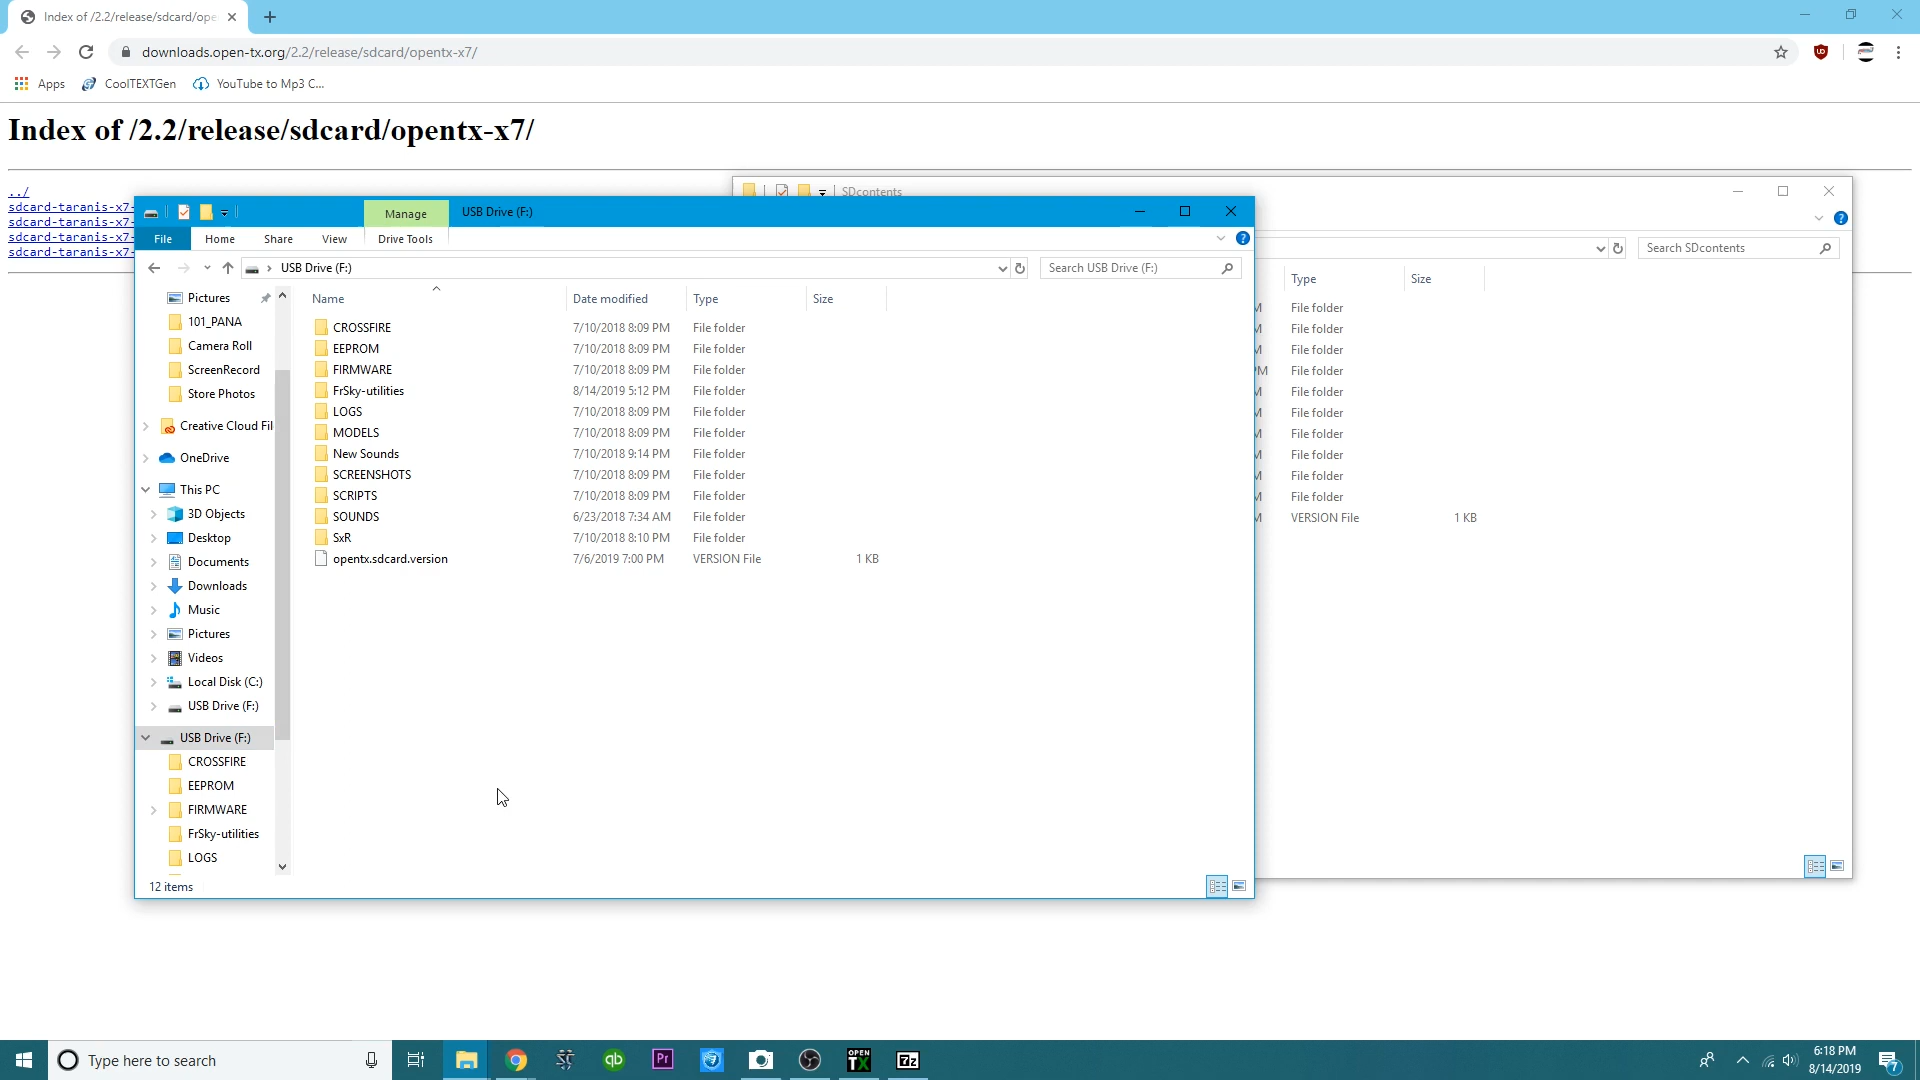 Index of /2.2/release/sdcard/ope
downloads.open-tx.org/2.2/release/sdcard/opentx-x7/
Apps CoolTEXTGen YouTube to Mp3 C...
Index of /2.2/release/sdcard/opentx-x7/
../
sdcard-taranis-x7-
sdcard-taranis-x7-
sdcard-taranis-x7-
sdcard-taranis-x7-
SDcontents
Search SDcontents
Type Size
File folder
File folder
File folder
File folder
File folder
File folder
File folder
File folder
File folder
File folder
VERSION File 1 KB
Manage USB Drive (F:)
File Home Share View Drive Tools
USB Drive (F:) Search USB Drive (F:)
Pictures
101_PANA
Camera Roll
ScreenRecord
Store Photos
Creative Cloud Fil
OneDrive
This PC
3D Objects
Desktop
Documents
Downloads
Music
Pictures
Videos
Local Disk (C:)
USB Drive (F:)
USB Drive (F:)
CROSSFIRE
EEPROM
FIRMWARE
FrSky-utilities
LOGS
Name Date modified Type Size
CROSSFIRE 7/10/2018 8:09 PM File folder
EEPROM 7/10/2018 8:09 PM File folder
FIRMWARE 7/10/2018 8:09 PM File folder
FrSky-utilities 8/14/2019 5:12 PM File folder
LOGS 7/10/2018 8:09 PM File folder
MODELS 7/10/2018 8:09 PM File folder
New Sounds 7/10/2018 9:14 PM File folder
SCREENSHOTS 7/10/2018 8:09 PM File folder
SCRIPTS 7/10/2018 8:09 PM File folder
SOUNDS 6/23/2018 7:34 AM File folder
SxR 7/10/2018 8:10 PM File folder
opentx.sdcard.version 7/6/2019 7:00 PM VERSION File 1 KB
12 items
Type here to search
qb
Pr
OPEN
TX
7z
6:18 PM
8/14/2019
7